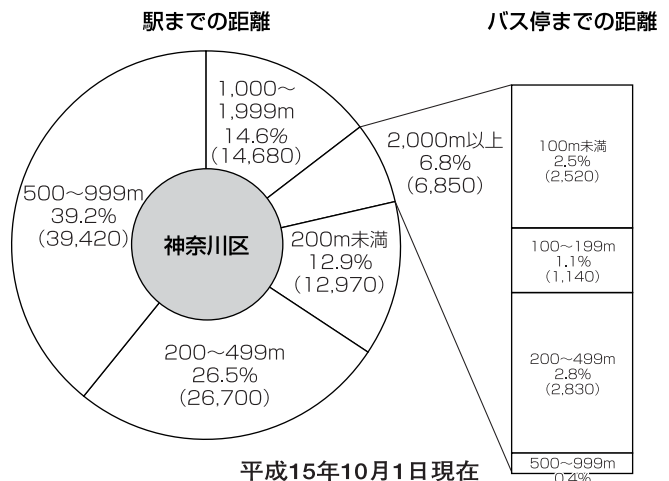 駅までの距離
バス停までの距離
1,000〜
1,999m
14.6%
(14,680)
2,000m以上
6.8%
(6,850)
500〜999m
39.2%
(39,420)
神奈川区
200m未満
12.9%
(12,970)
200〜499m
26.5%
(26,700)
100m未満
2.5%
(2,520)
100〜199m
1.1%
(1,140)
200〜499m
2.8%
(2,830)
500〜999m
0.4%
平成15年10月1日現在